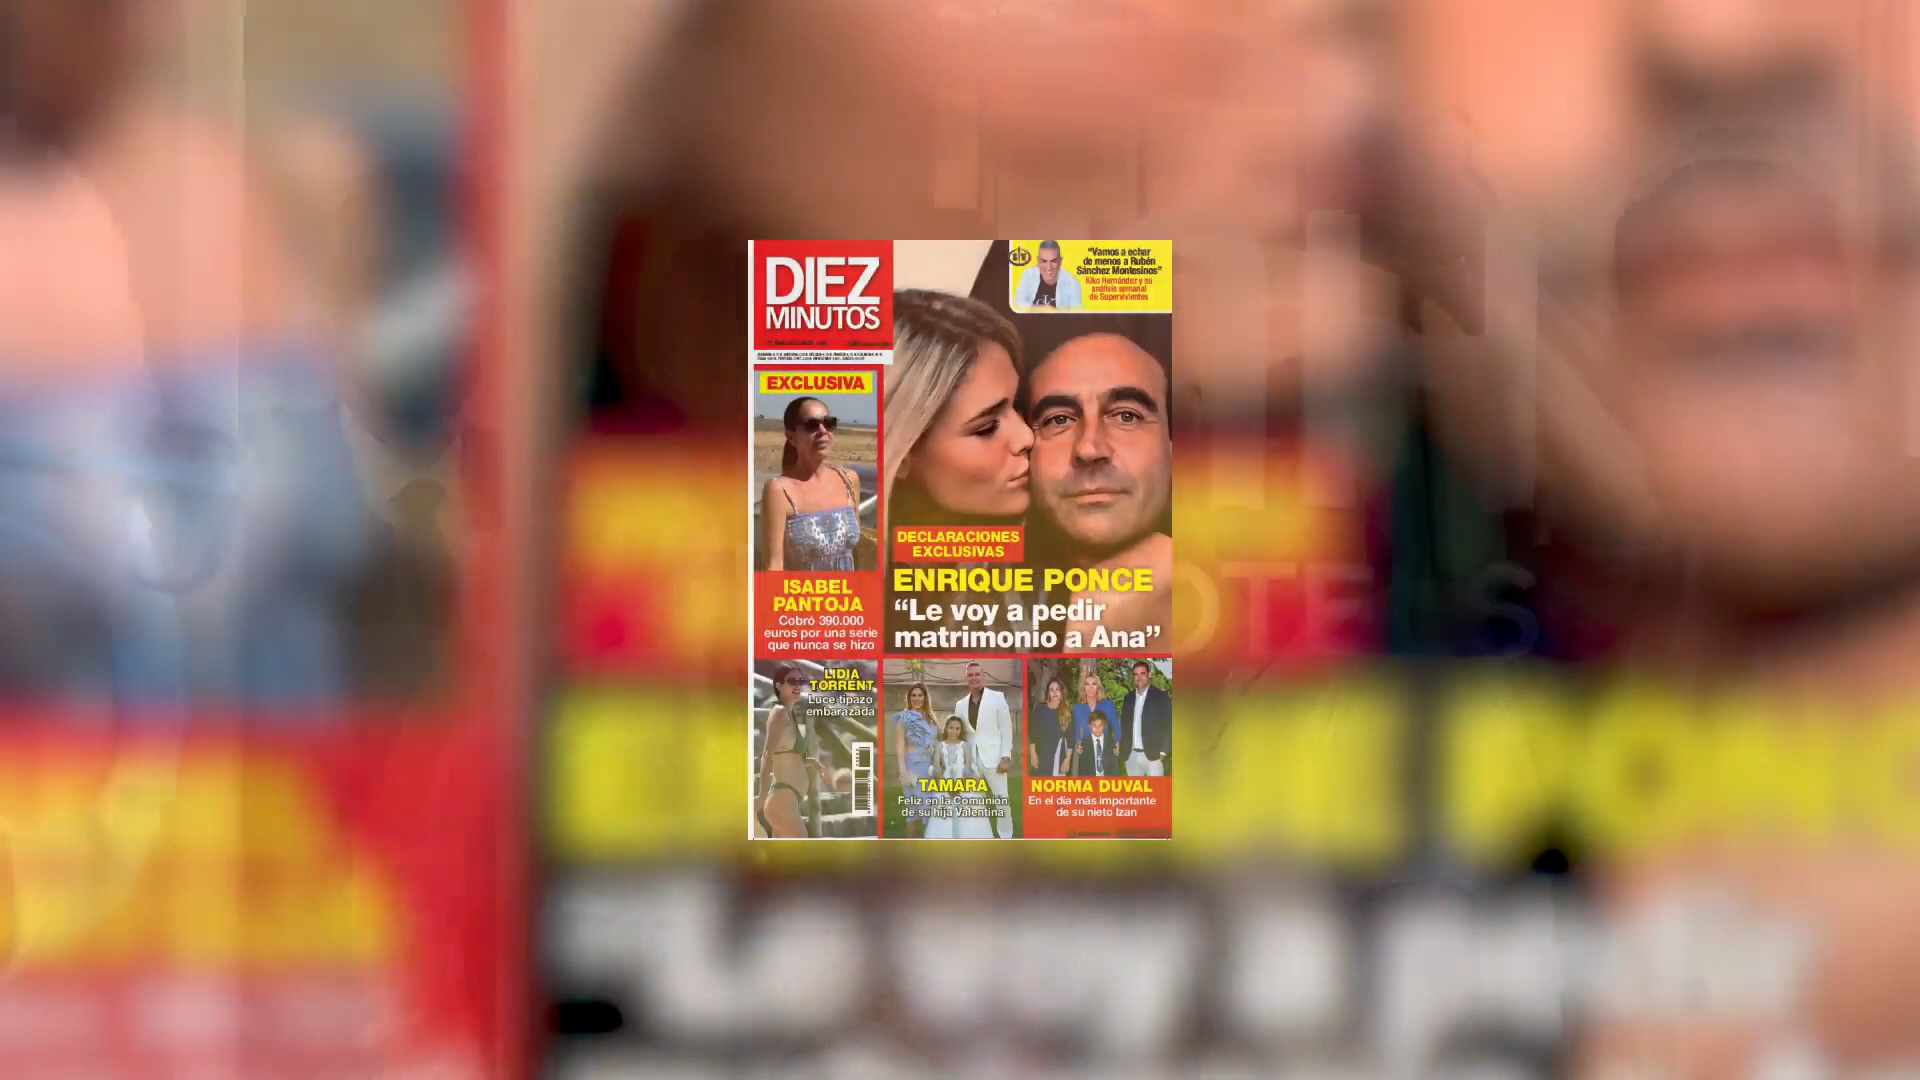 DIEZ
MINUTOS
"Vamos a echar
de menos a Rubén
Sánchez Montesinos"
Kiko Hernández y su
análisis semanal
de Supervivientes
EXCLUSIVA
ISABEL
PANTOJA
Cobró 390.000
euros por una serie
que nunca se hizo
DECLARACIONES
EXCLUSIVAS
ENRIQUE PONCE
“Le voy a pedir
matrimonio a Ana”
LIDIA
TORRENT
Luce tipazo
embarazada
TAMARA
Feliz en la Comunión
de su hija Valentina
NORMA DUVAL
En el día más importante
de su nieto Izan